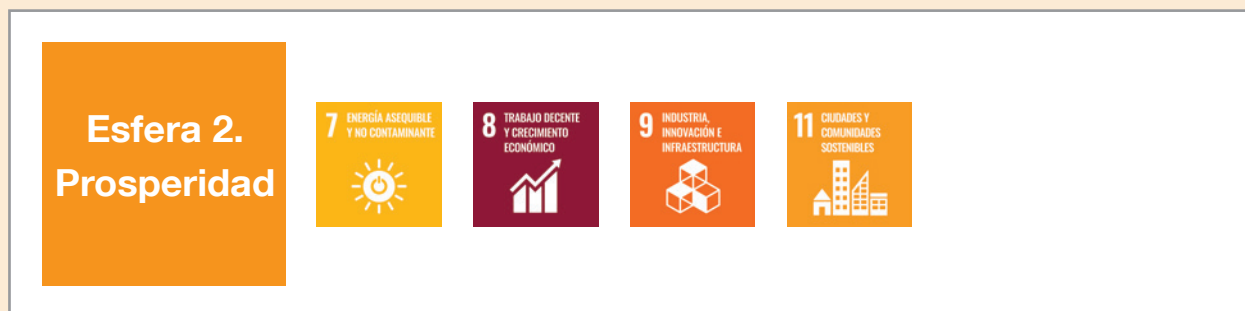 Esfera 2.
Prosperidad
7 ENERGÍA ASEQUIBLE
Y NO CONTAMINANTE
8 TRABAJO DECENTE
Y CRECIMIENTO
ECONÓMICO
9 INDUSTRIA,
INNOVACIÓN E
INFRAESTRUCTURA
11 CIUDADES Y
COMUNIDADES
SOSTENIBLES